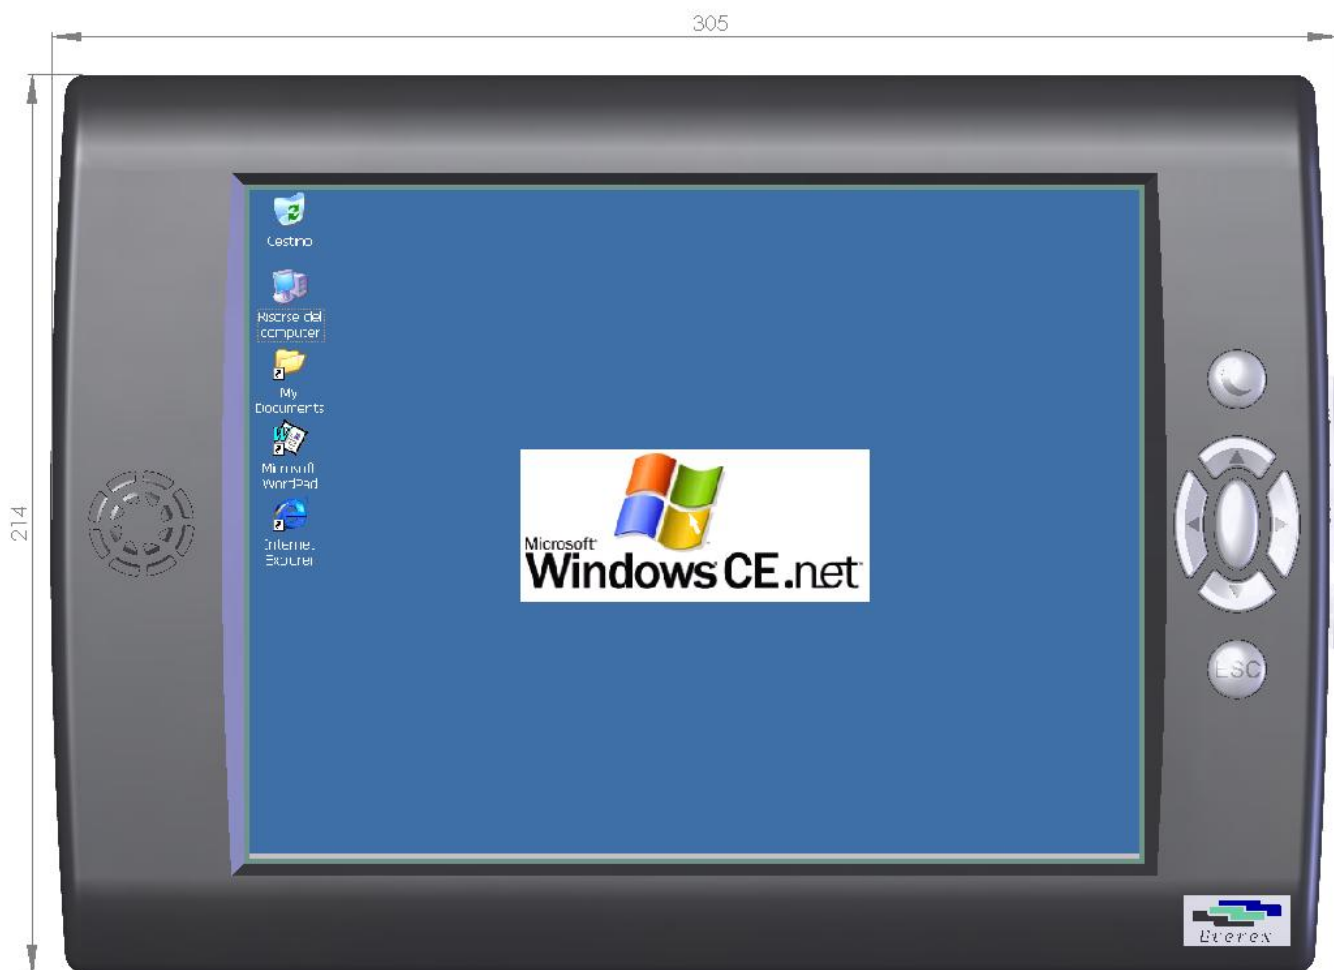 305
214
Cestino
Risorse del
computer
My
Documents
Microsoft
WordPad
Internet
Explorer
Microsoft
Windows CE.net
ESC
Everex